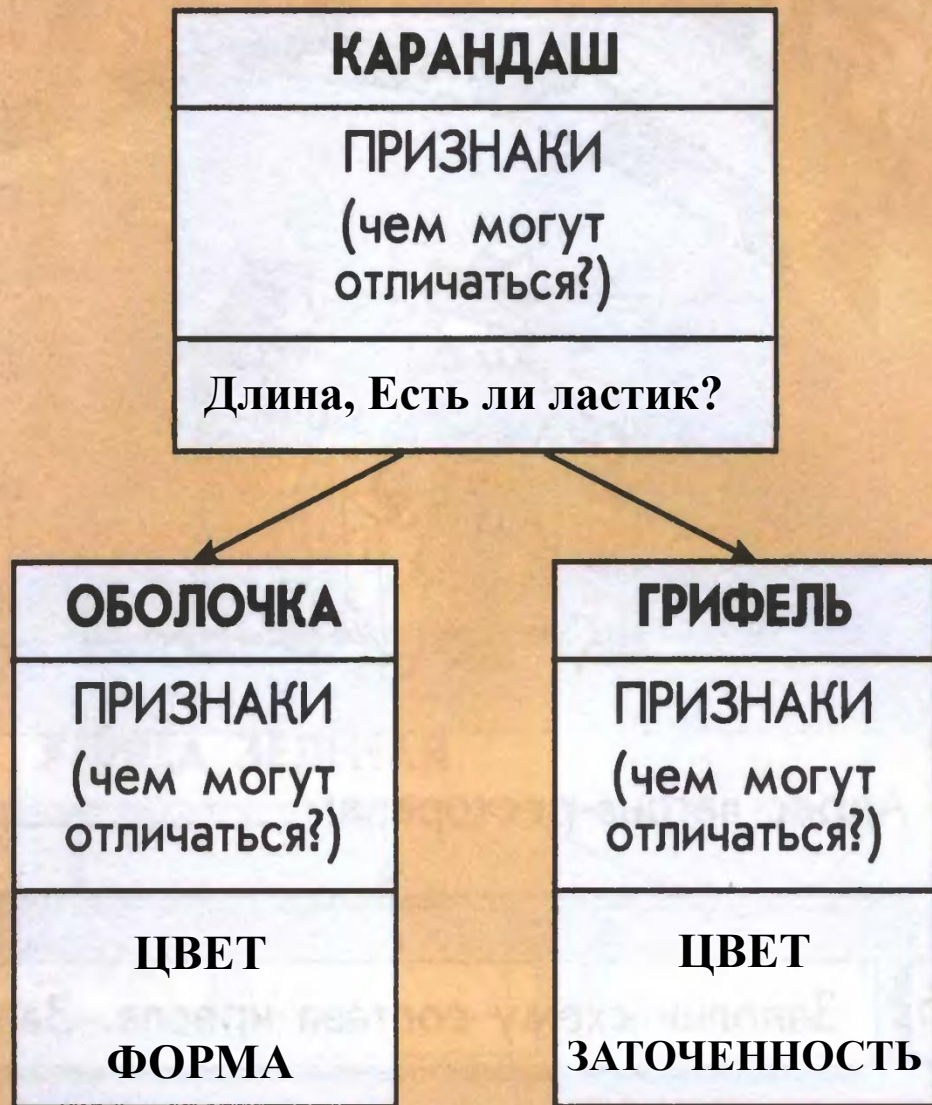 КАРАНДАШ
ПРИЗНАКИ
(чем могут
отличаться?)
Длина, Есть ли ластик?
ОБОЛОЧКА
ПРИЗНАКИ
(чем могут
отличаться?)
ЦВЕТ
ФОРМА
ГРИФЕЛЬ
ПРИЗНАКИ
(чем могут
отличаться?)
ЦВЕТ
ЗАТОЧЕННОСТЬ